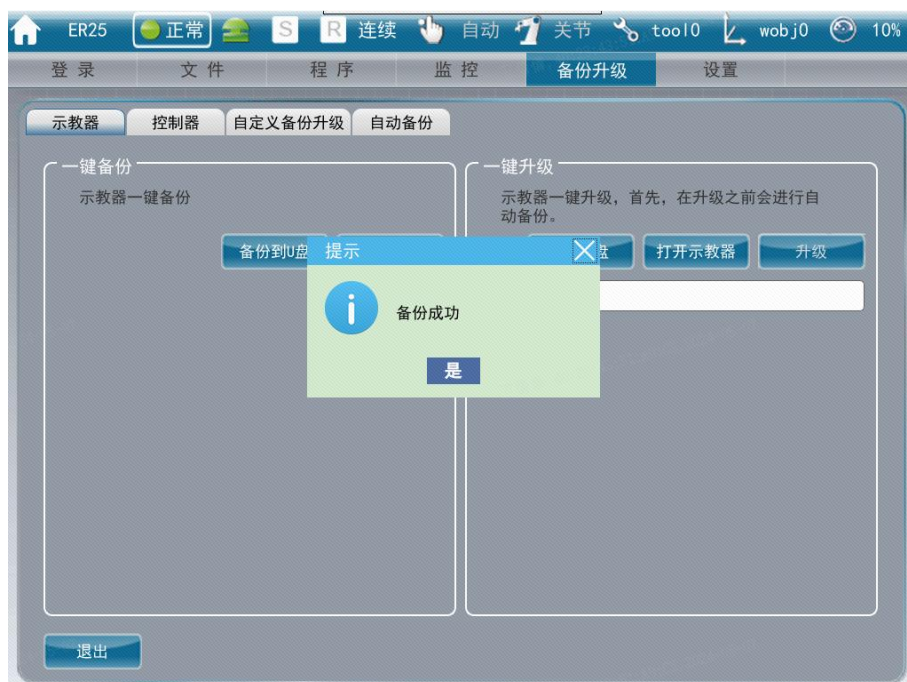 ER25 正常 S R 连续 自动 关节 tool0 wobj0 10%
登录 文件 程序 监控 备份升级 设置
示教器 控制器 自定义备份升级 自动备份
一键备份
示教器一键备份
备份到U盘
一键升级
示教器一键升级，首先，在升级之前会进行自
动备份。
盘 打开示教器 升级
提示
备份成功
是
退出